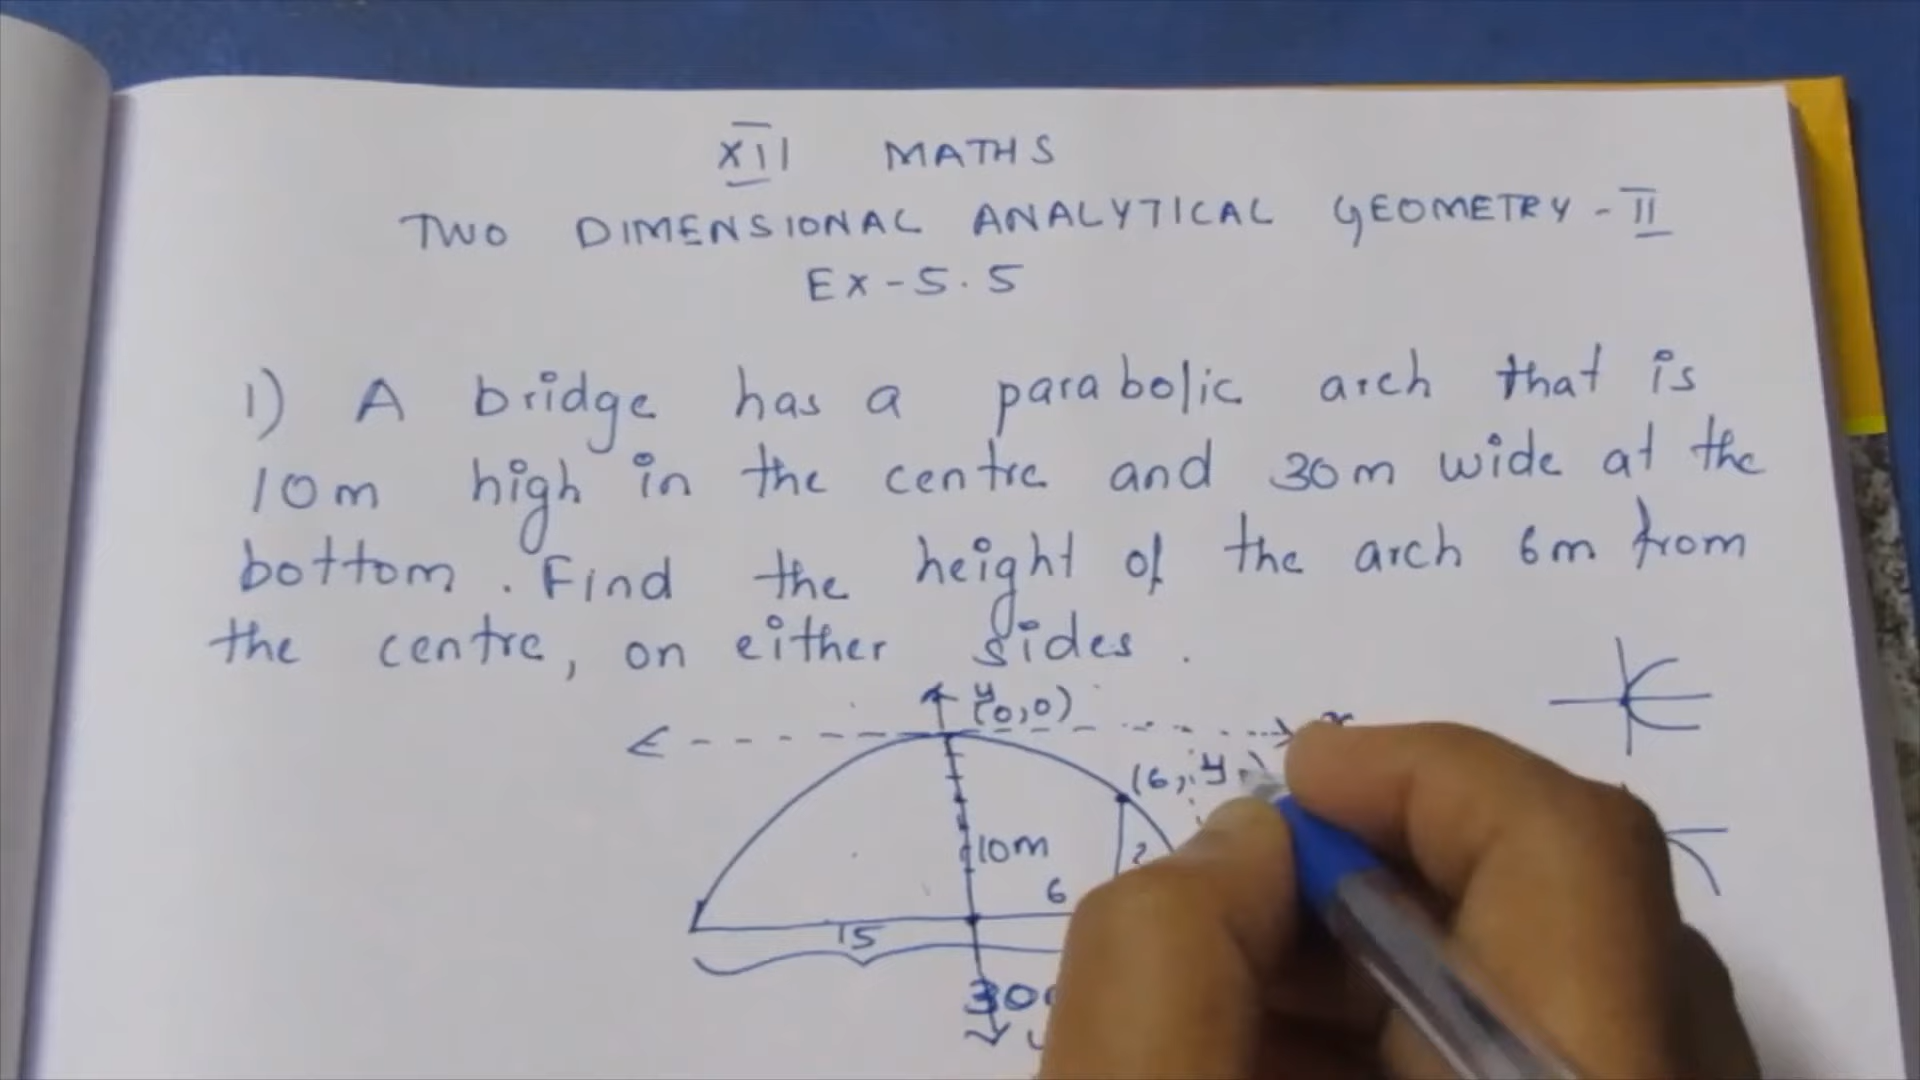 XII MATHS
TWO DIMENSIONAL ANALYTICAL GEOMETRY - II
EX - 5.5
1) A bridge has a parabolic arch that is
10m high in the centre and 30m wide at the
bottom. Find the height of the arch 6m from
the centre, on either sides.
y
(0,0)
x
(6, y
10m
?
6
15
30